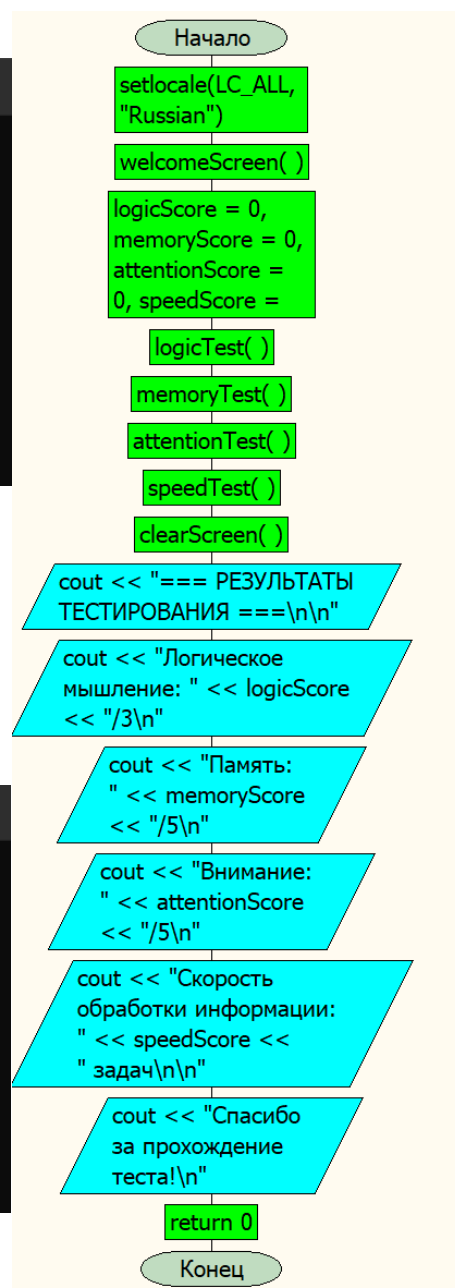 Начало
setlocale(LC_ALL,
"Russian")
welcomeScreen( )
logicScore = 0,
memoryScore = 0,
attentionScore =
0, speedScore =
logicTest( )
memoryTest( )
attentionTest( )
speedTest( )
clearScreen( )
cout << "=== РЕЗУЛЬТАТЫ
ТЕСТИРОВАНИЯ ===\n\n"
cout << "Логическое
мышление: " << logicScore
<< "/3\n"
cout << "Память:
" << memoryScore
<< "/5\n"
cout << "Внимание:
" << attentionScore
<< "/5\n"
cout << "Скорость
обработки информации:
" << speedScore <<
" задач\n\n"
cout << "Спасибо
за прохождение
теста!\n"
return 0
Конец